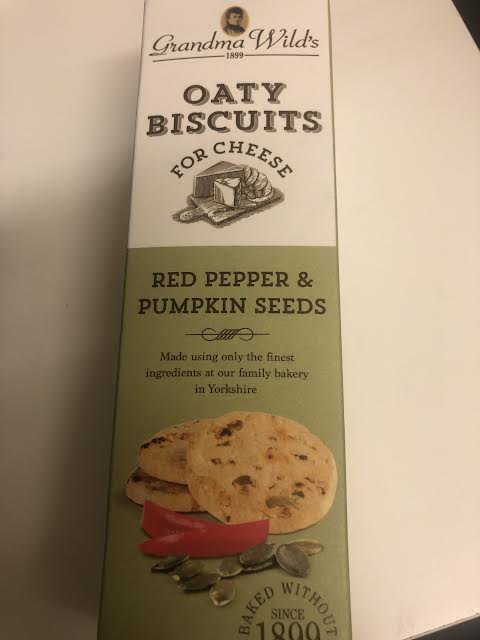 Grandma Wild's
1899
OATY
BISCUITS
FOR CHEESE
RED PEPPER &
PUMPKIN SEEDS
Made using only the finest
ingredients at our family bakery
in Yorkshire
BAKED WITHOUT
SINCE
1899